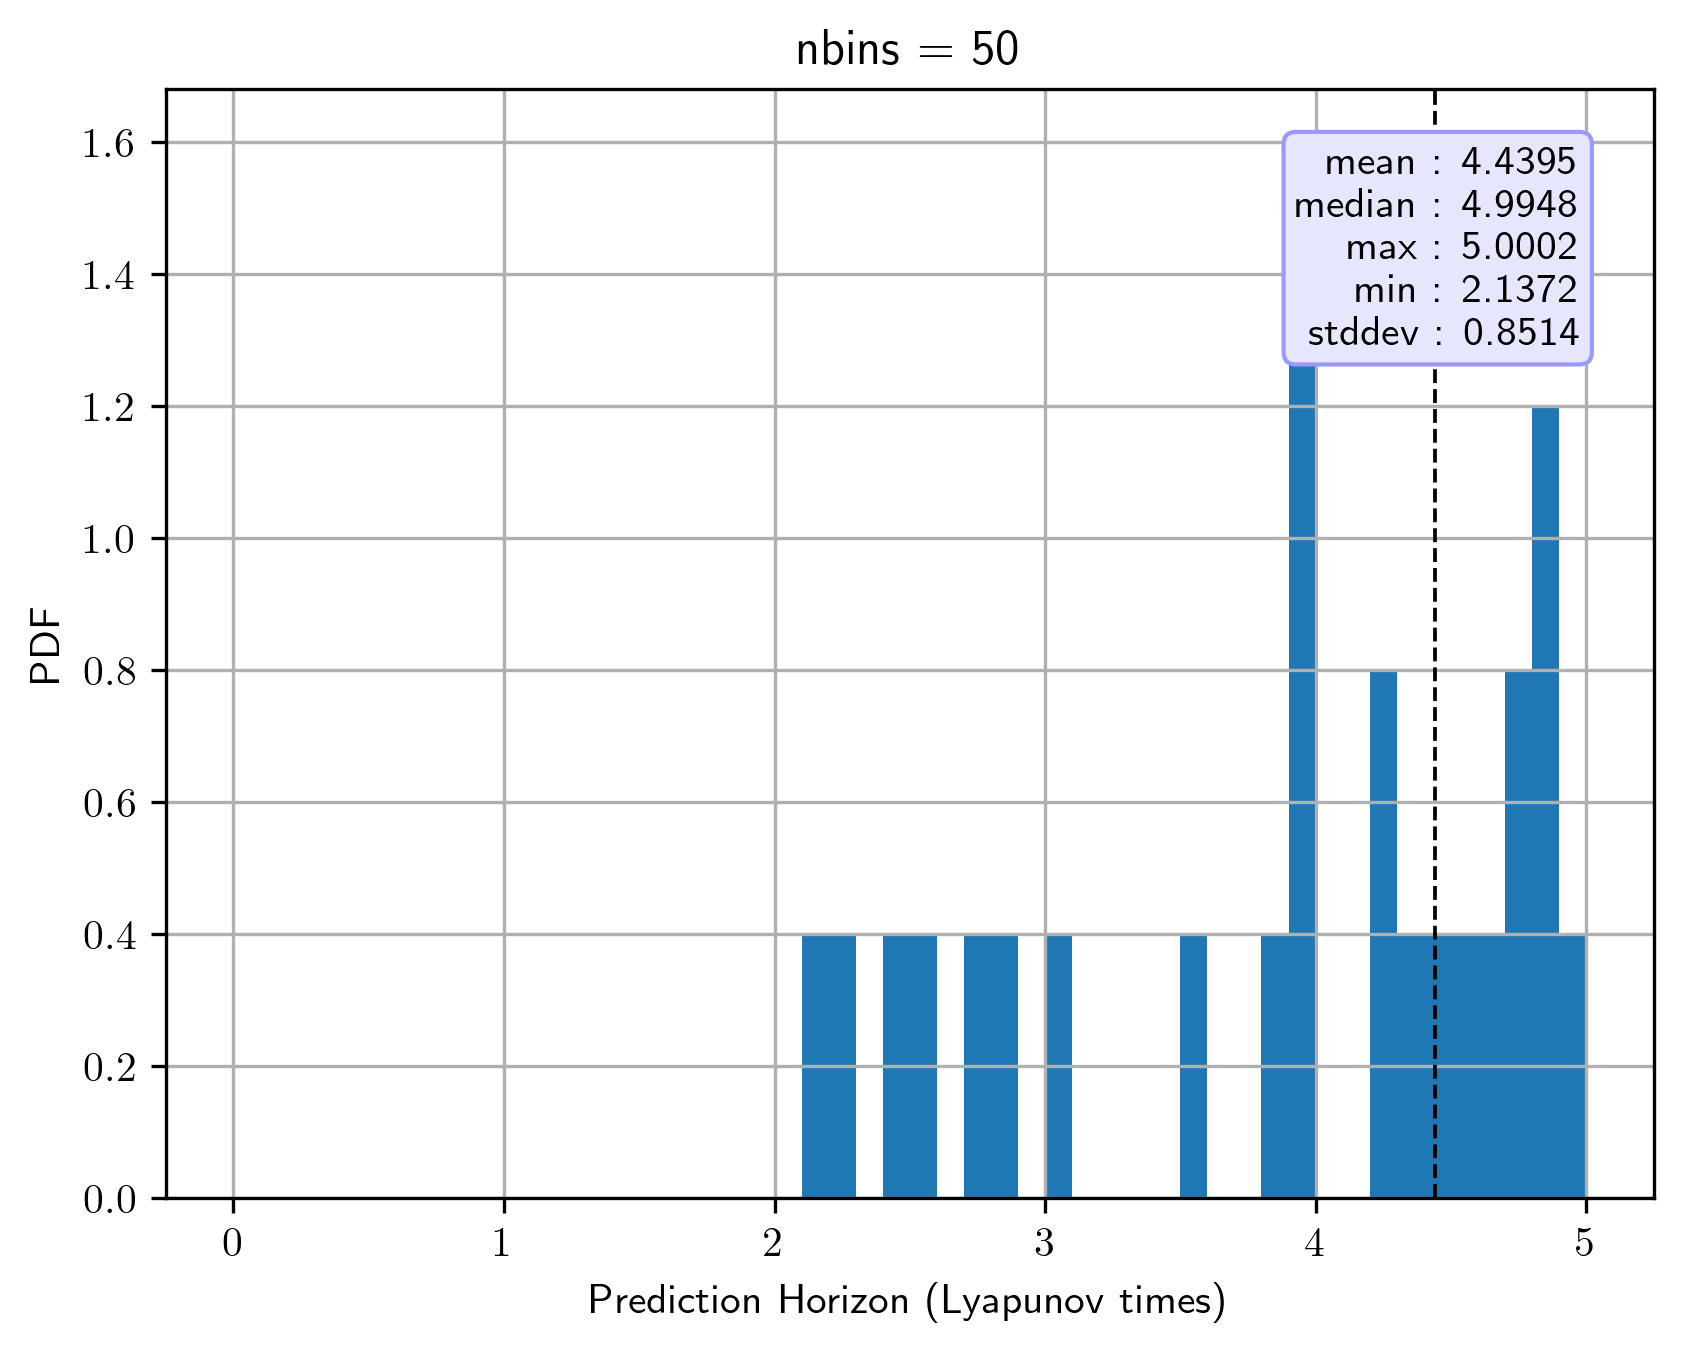 nbins = 50
1.6
1.4
1.2
1.0
0.8
0.6
0.4
0.2
0.0
PDF
mean : 4.4395
median : 4.9948
max : 5.0002
min : 2.1372
stddev : 0.8514
0 1 2 3 4 5
Prediction Horizon (Lyapunov times)